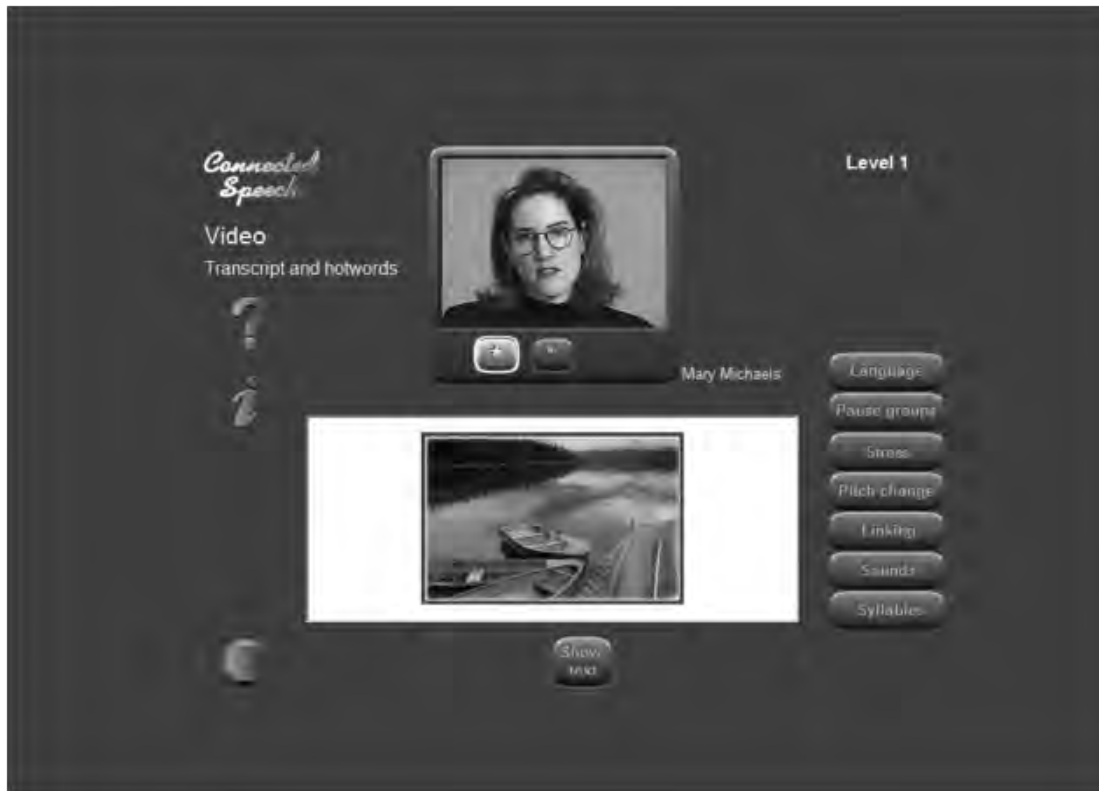 Connected
Speech
Level 1
Video
Transcript and hotwords
Mary Michaels
Language
Pause groups
Stress
Pitch change
Linking
Sounds
Syllables
Show
text